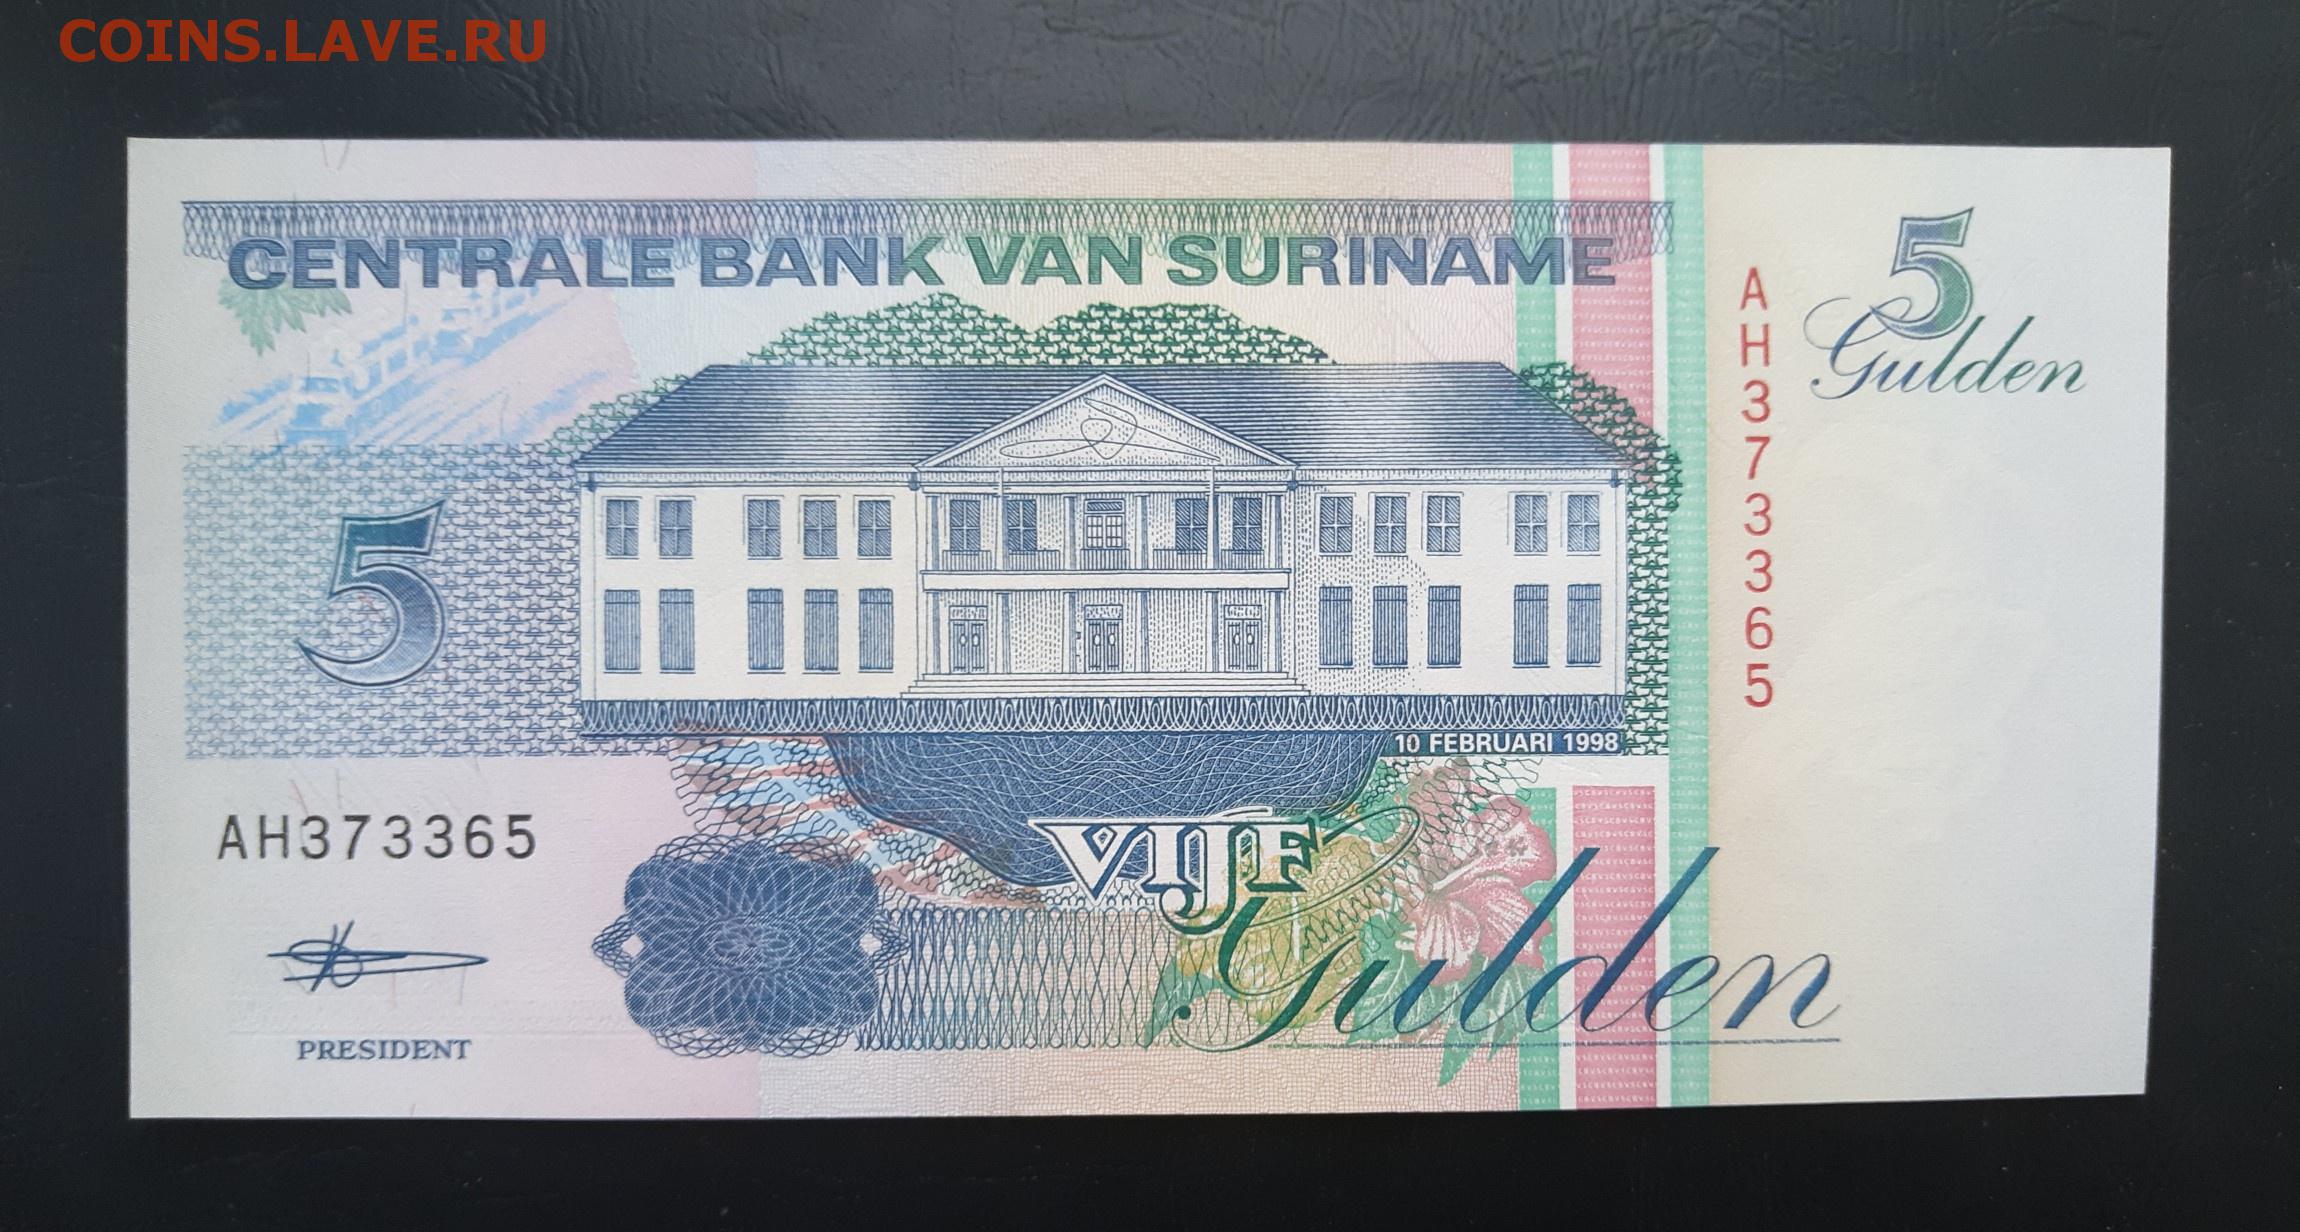 COINS.LAVE.RU
CENTRALE BANK VAN SURINAME
5
Gulden
AH373365
5
10 FEBRUARI 1998
AH373365
VIJF
Gulden
PRESIDENT